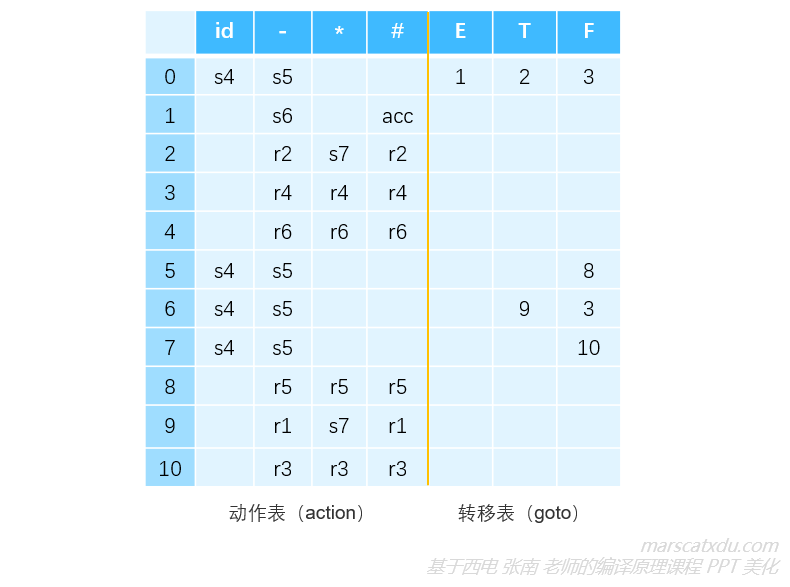 id - * # E T F
0 s4 s5 1 2 3
1 s6 acc
2 r2 s7 r2
3 r4 r4 r4
4 r6 r6 r6
5 s4 s5 8
6 s4 s5 9 3
7 s4 s5 10
8 r5 r5 r5
9 r1 s7 r1
10 r3 r3 r3
动作表（action） 转移表（goto）
marscatxdu.com
基于西电 张南 老师的编译原理课程 PPT 美化